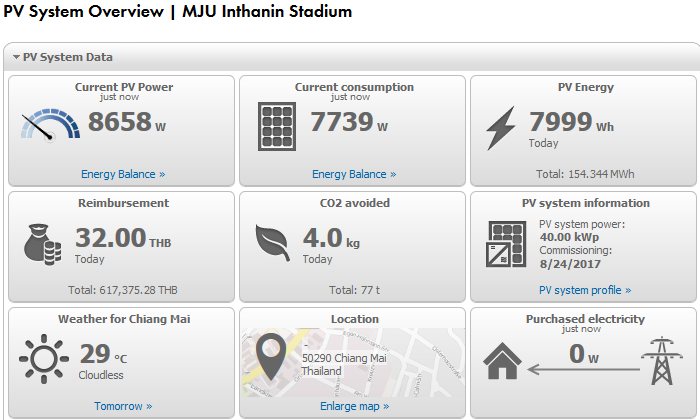 PV System Overview | MJU Inthanin Stadium
PV System Data
Current PV Power
just now
8658 W
Energy Balance »
Current consumption
just now
7739 W
Energy Balance »
PV Energy
7999 Wh
Today
Total: 154.344 MWh
Reimbursement
32.00 THB
Today
Total: 617,375.28 THB
CO2 avoided
4.0 kg
Today
Total: 77 t
PV system information
PV system power:
40.00 kWp
Commissioning:
8/24/2017
PV system profile »
Weather for Chiang Mai
29 °C
Cloudless
Tomorrow »
Location
-
50290 Chiang Mai
Thailand
Enlarge map »
Purchased electricity
just now
0 W